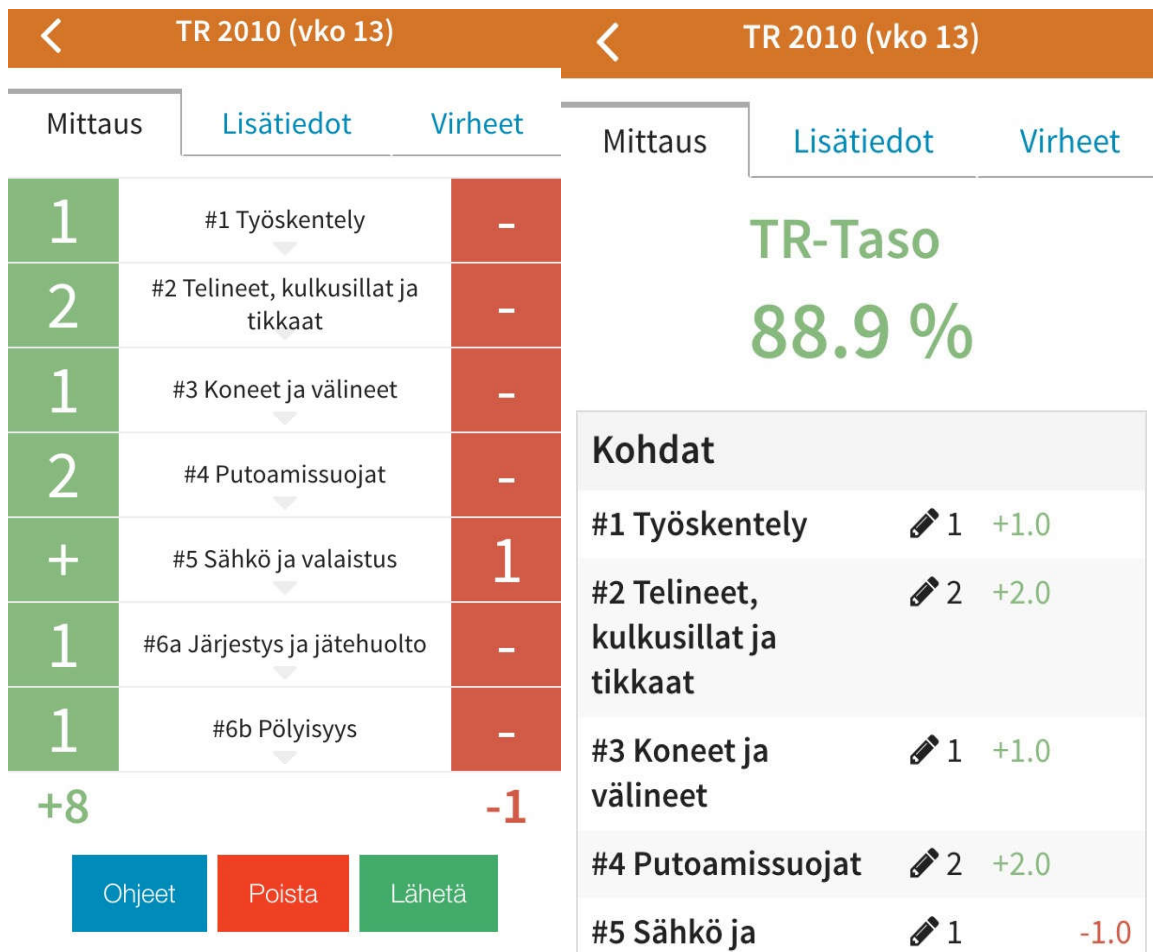 TR 2010 (vko 13)
Mittaus Lisätiedot Virheet
1 #1 Työskentely -
2 #2 Telineet, kulkusillat ja
tikkaat -
1 #3 Koneet ja välineet -
2 #4 Putoamissuojat -
+ #5 Sähkö ja valaistus 1
1 #6a Järjestys ja jätehuolto -
1 #6b Pölyisyys -
+8 -1
Ohjeet Poista Lähetä
TR 2010 (vko 13)
Mittaus Lisätiedot Virheet
TR-Taso
88.9 %
Kohdat
#1 Työskentely 1 +1.0
#2 Telineet, 2 +2.0
kulkusillat ja
tikkaat
#3 Koneet ja 1 +1.0
välineet
#4 Putoamissuojat 2 +2.0
#5 Sähkö ja 1 -1.0